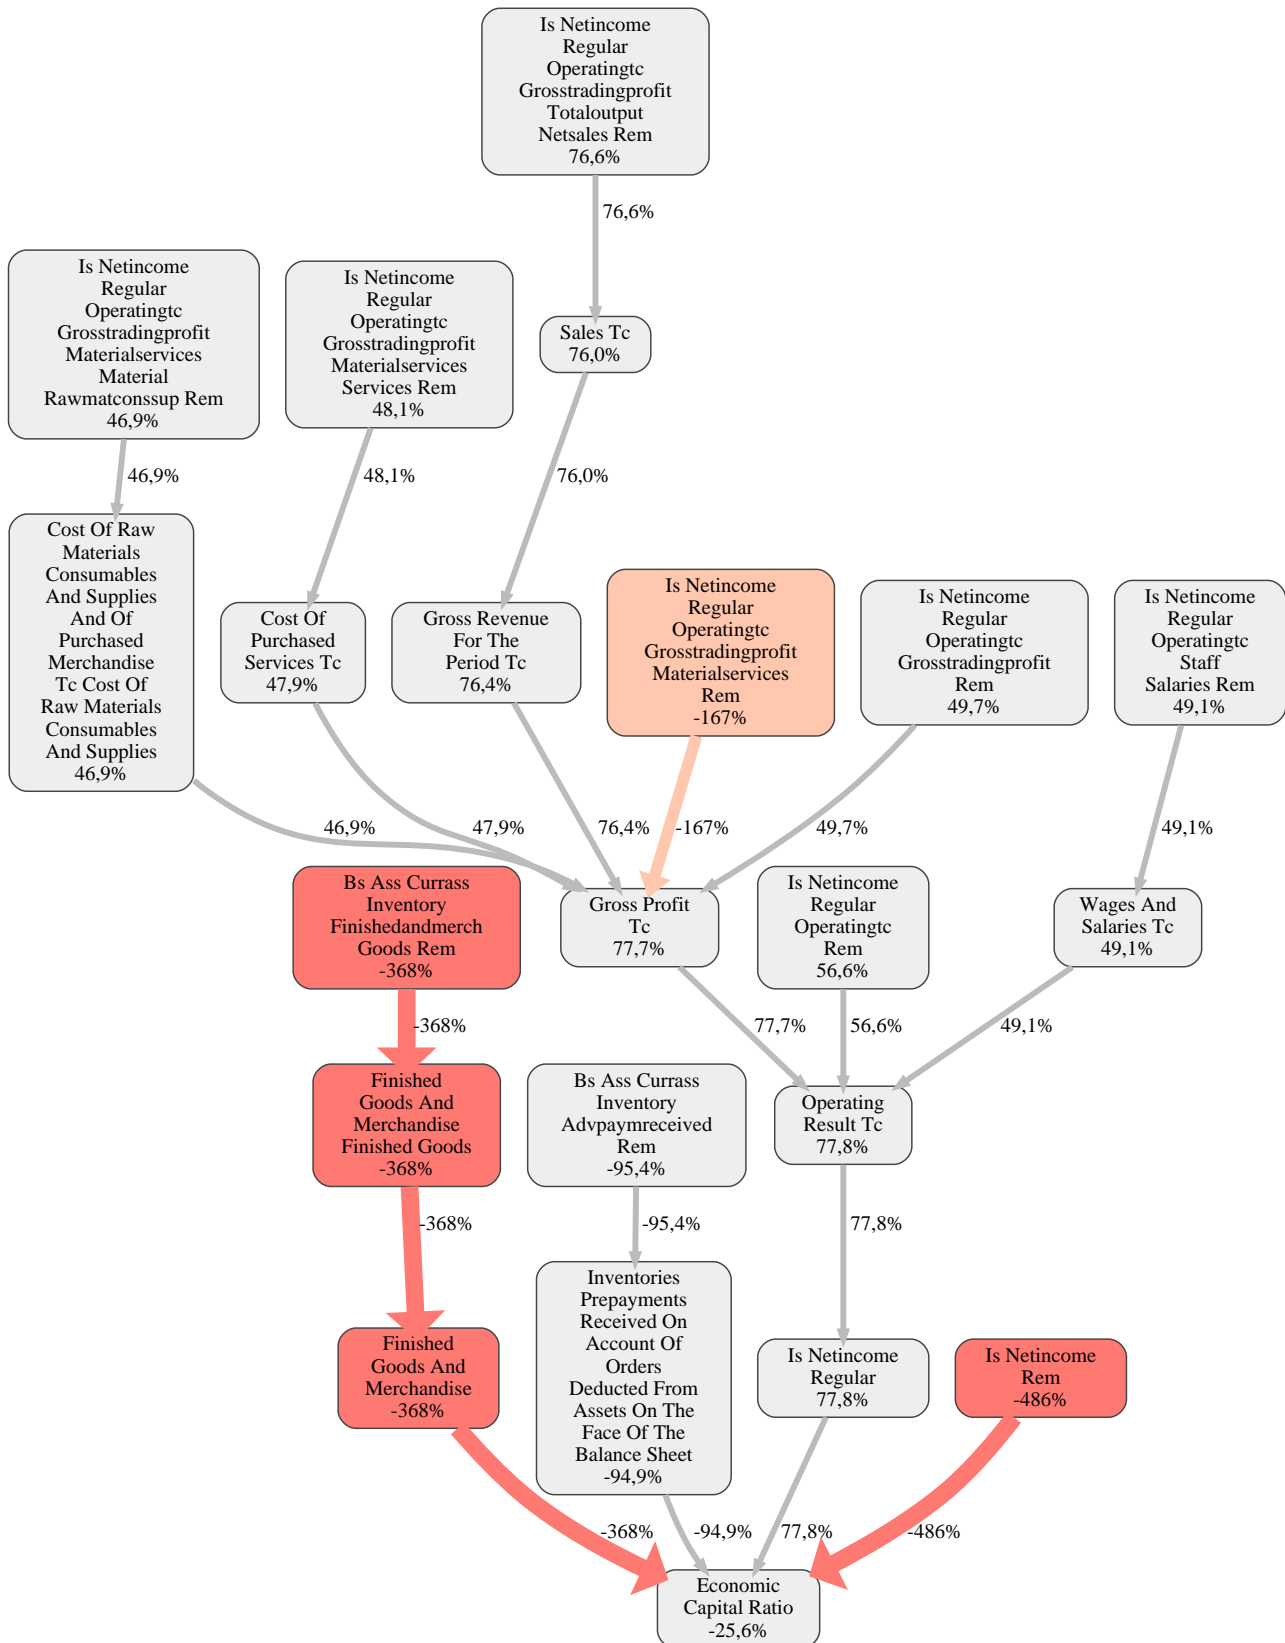 Is Netincome
Regular
Operatingtc
Grosstradingprofit
Totaloutput
Netsales Rem
76,6%
76,6%
Is Netincome
Regular
Operatingtc
Grosstradingprofit
Materialservices
Material
Rawmatconssup Rem
46,9%
Is Netincome
Regular
Operatingtc
Grosstradingprofit
Materialservices
Services Rem
48,1%
Sales Tc
76,0%
46,9%
48,1%
76,0%
Cost Of Raw
Materials
Consumables
And Supplies
And Of
Purchased
Merchandise
Tc Cost Of
Raw Materials
Consumables
And Supplies
46,9%
Cost Of
Purchased
Services Tc
47,9%
Gross Revenue
For The
Period Tc
76,4%
Is Netincome
Regular
Operatingtc
Grosstradingprofit
Materialservices
Rem
-167%
Is Netincome
Regular
Operatingtc
Grosstradingprofit
Rem
49,7%
Is Netincome
Regular
Operatingtc
Staff
Salaries Rem
49,1%
46,9%
47,9%
76,4%
-167%
49,7%
49,1%
Bs Ass Currass
Inventory
Finishedandmerch
Goods Rem
-368%
Gross Profit
Tc
77,7%
Is Netincome
Regular
Operatingtc
Rem
56,6%
Wages And
Salaries Tc
49,1%
-368%
77,7%
56,6%
49,1%
Finished
Goods And
Merchandise
Finished Goods
-368%
Bs Ass Currass
Inventory
Advpaymreceived
Rem
-95,4%
Operating
Result Tc
77,8%
-368%
-95,4%
77,8%
Finished
Goods And
Merchandise
-368%
Inventories
Prepayments
Received On
Account Of
Orders
Deducted From
Assets On The
Face Of The
Balance Sheet
-94,9%
Is Netincome
Regular
77,8%
Is Netincome
Rem
-486%
-368%
-94,9%
77,8%
-486%
Economic
Capital Ratio
-25,6%